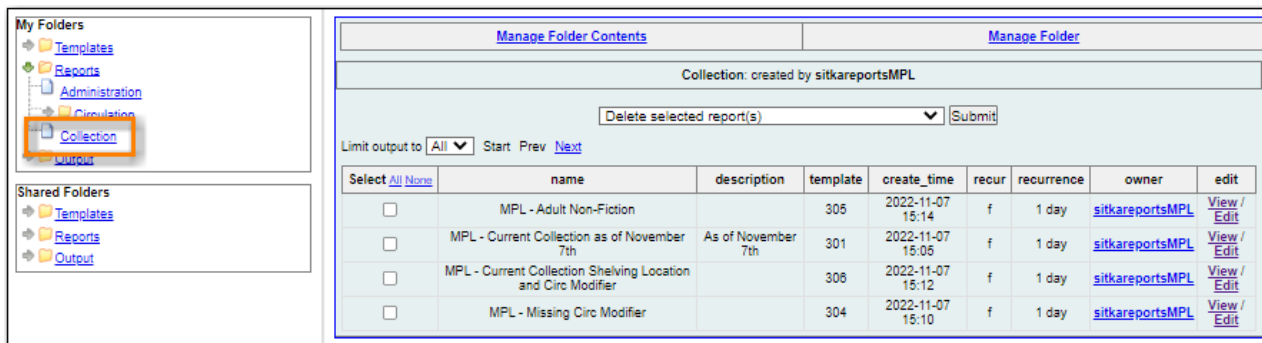 My Folders
Templates
Reports
Administration
Circulation
Collection
Output
Shared Folders
Templates
Reports
Output
Manage Folder Contents Manage Folder
Collection: created by sitkareportsMPL
Delete selected report(s) Submit
Limit output to All Start Prev Next
Select All None name description template create_time recur recurrence owner edit
MPL - Adult Non-Fiction 305 2022-11-07 15:14 f 1 day sitkareportsMPL View / Edit
MPL - Current Collection as of November 7th As of November 7th 301 2022-11-07 15:05 f 1 day sitkareportsMPL View / Edit
MPL - Current Collection Shelving Location and Circ Modifier 306 2022-11-07 15:12 f 1 day sitkareportsMPL View / Edit
MPL - Missing Circ Modifier 304 2022-11-07 15:10 f 1 day sitkareportsMPL View / Edit